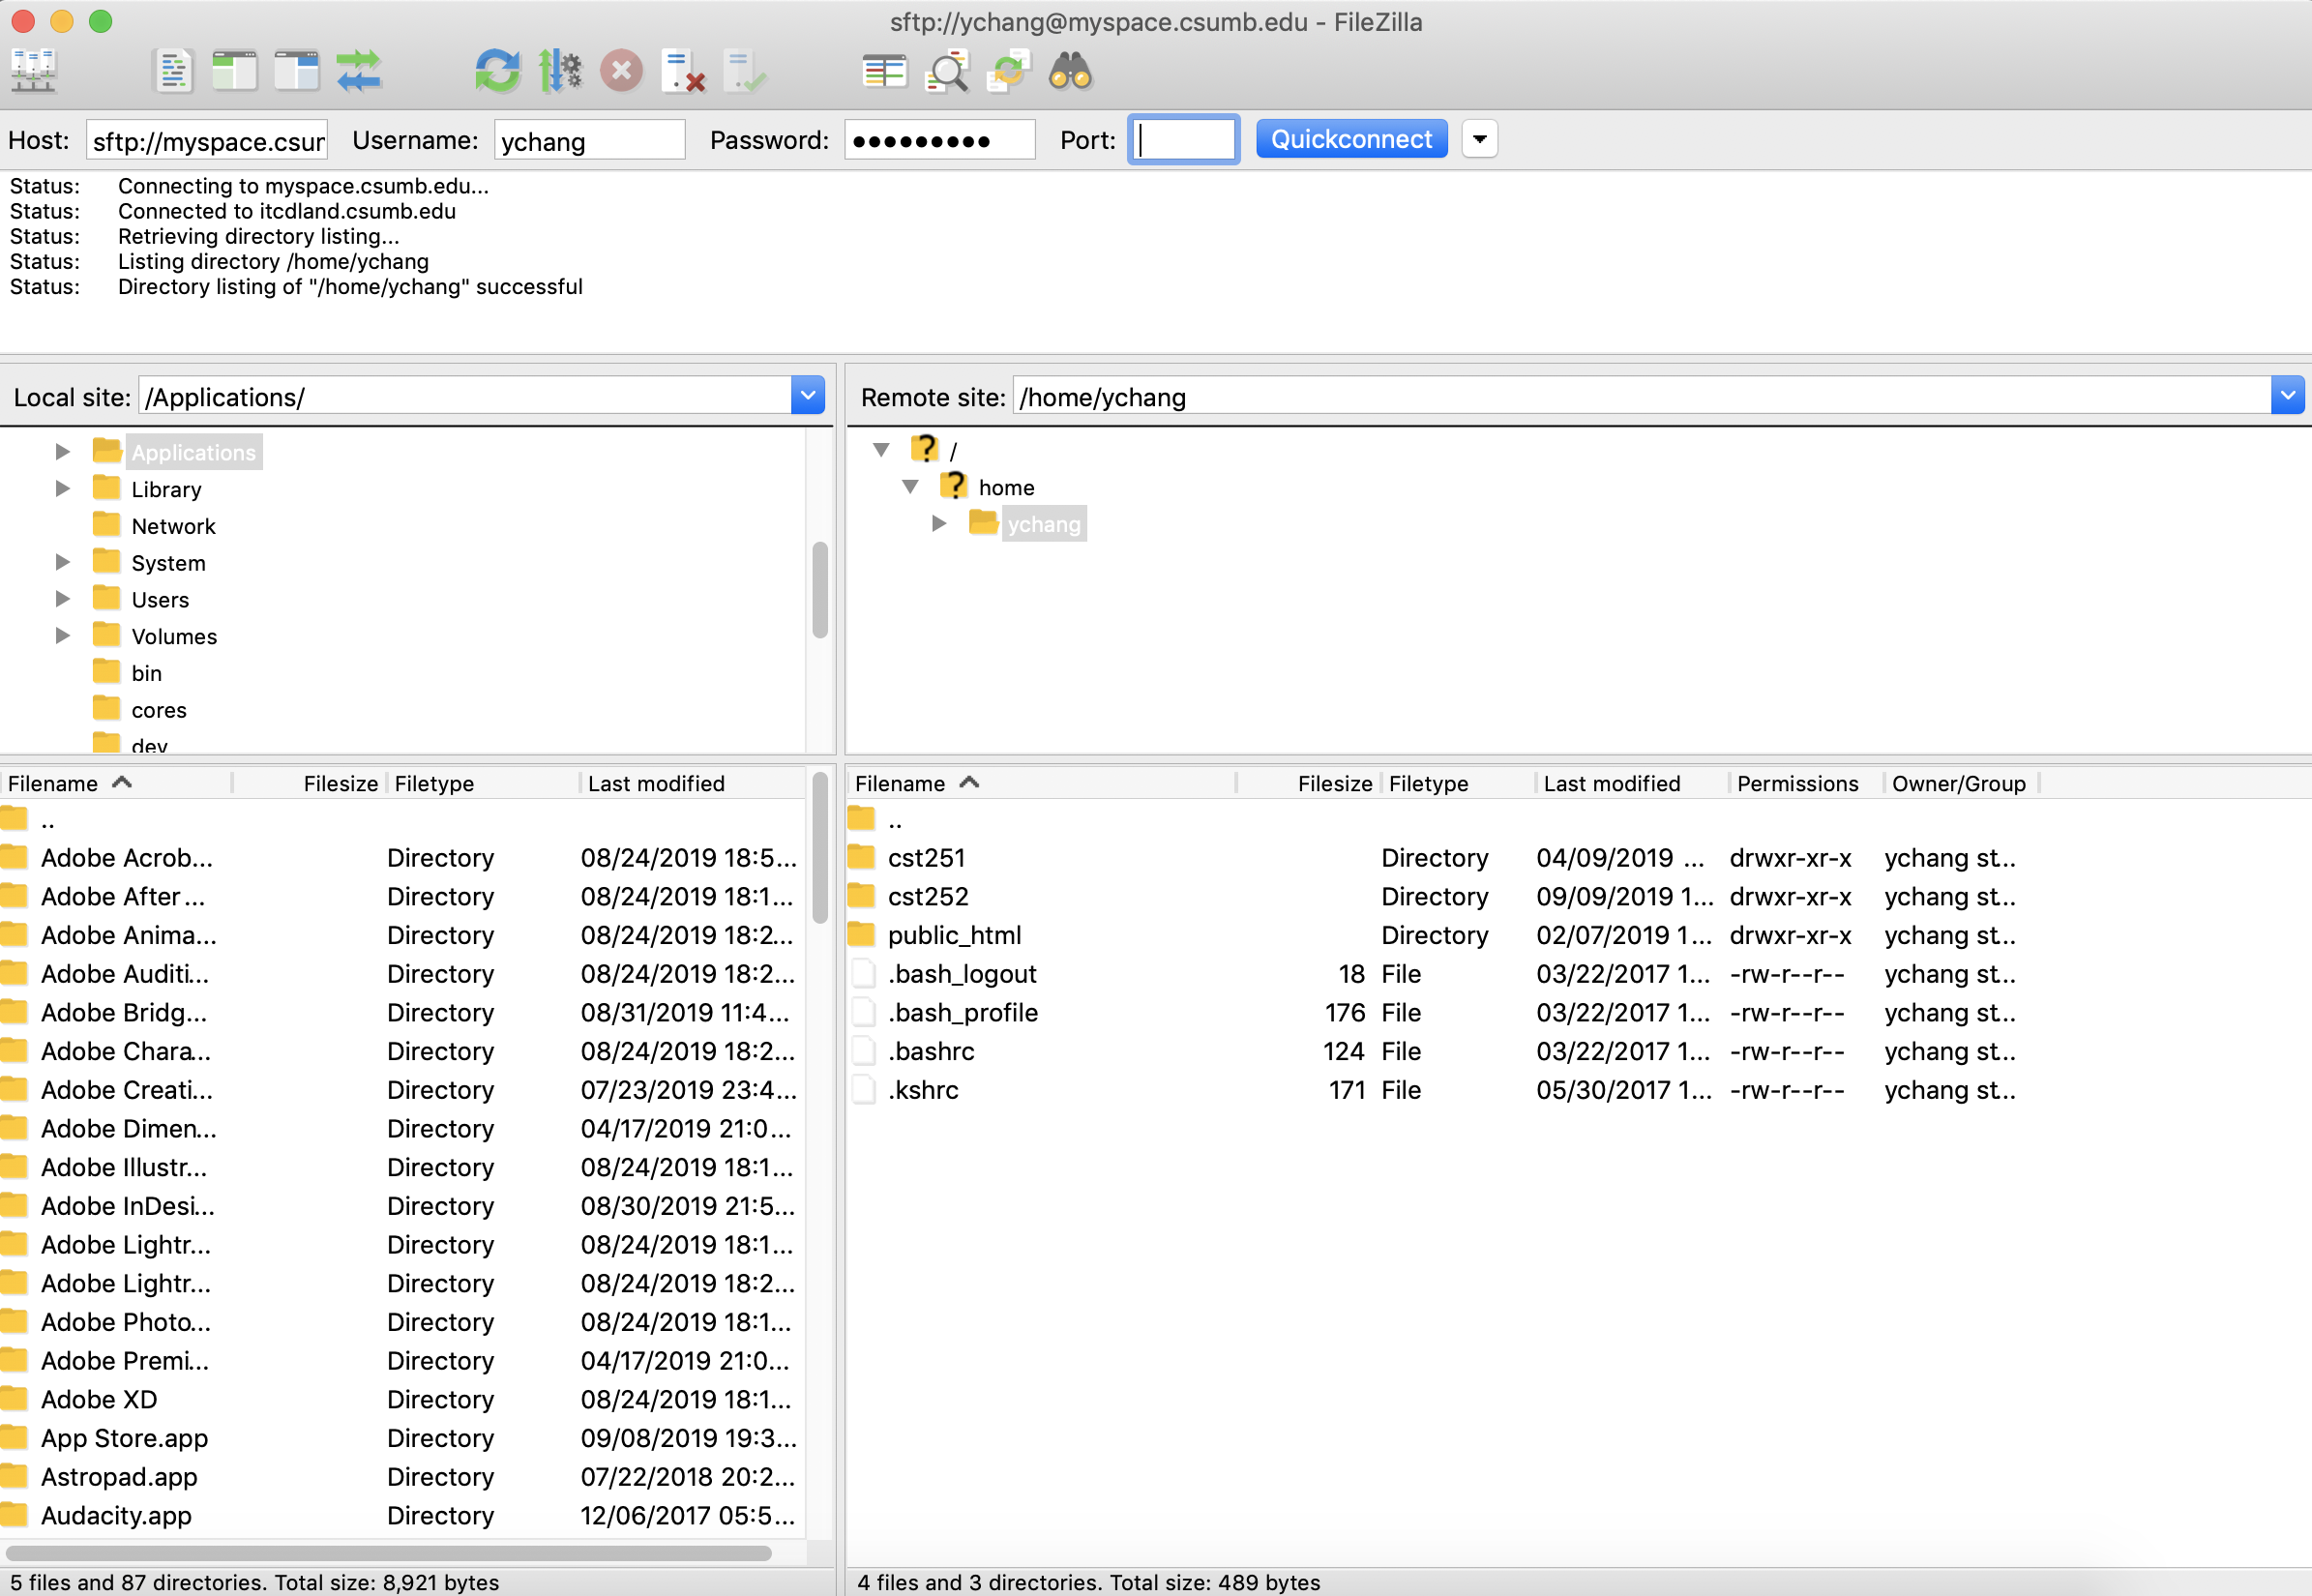 sftp://ychang@myspace.csumb.edu - FileZilla
Host: sftp://myspace.csur Username: ychang Password: ●●●●●●●●● Port: Quickconnect
Status: Connecting to myspace.csumb.edu...
Status: Connected to itcdland.csumb.edu
Status: Retrieving directory listing...
Status: Listing directory /home/ychang
Status: Directory listing of "/home/ychang" successful
Local site: /Applications/
Applications
Library
Network
System
Users
Volumes
bin
cores
dev
Remote site: /home/ychang
/
home
ychang
Filename Filesize Filetype Last modified
..
Adobe Acrob... Directory 08/24/2019 18:5...
Adobe After ... Directory 08/24/2019 18:1...
Adobe Anima... Directory 08/24/2019 18:2...
Adobe Auditi... Directory 08/24/2019 18:2...
Adobe Bridg... Directory 08/31/2019 11:4...
Adobe Chara... Directory 08/24/2019 18:2...
Adobe Creati... Directory 07/23/2019 23:4...
Adobe Dimen... Directory 04/17/2019 21:0...
Adobe Illustr... Directory 08/24/2019 18:1...
Adobe InDesi... Directory 08/30/2019 21:5...
Adobe Lightr... Directory 08/24/2019 18:1...
Adobe Lightr... Directory 08/24/2019 18:2...
Adobe Photo... Directory 08/24/2019 18:1...
Adobe Premi... Directory 04/17/2019 21:0...
Adobe XD Directory 08/24/2019 18:1...
App Store.app Directory 09/08/2019 19:3...
Astropad.app Directory 07/22/2018 20:2...
Audacity.app Directory 12/06/2017 05:5...
5 files and 87 directories. Total size: 8,921 bytes
Filename Filesize Filetype Last modified Permissions Owner/Group
..
cst251 Directory 04/09/2019 ... drwxr-xr-x ychang st...
cst252 Directory 09/09/2019 1... drwxr-xr-x ychang st...
public_html Directory 02/07/2019 1... drwxr-xr-x ychang st...
.bash_logout 18 File 03/22/2017 1... -rw-r--r-- ychang st...
.bash_profile 176 File 03/22/2017 1... -rw-r--r-- ychang st...
.bashrc 124 File 03/22/2017 1... -rw-r--r-- ychang st...
.kshrc 171 File 05/30/2017 1... -rw-r--r-- ychang st...
4 files and 3 directories. Total size: 489 bytes